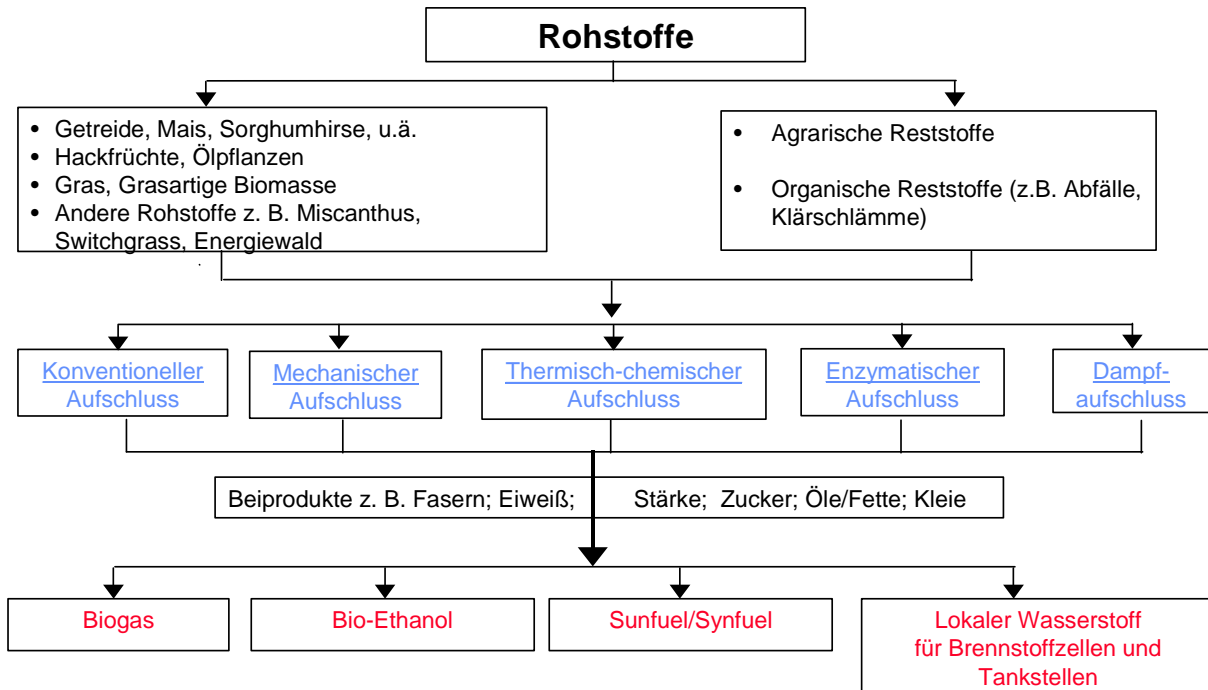 Rohstoffe
• Getreide, Mais, Sorghumhirse, u.ä.
• Hackfrüchte, Ölpflanzen
• Gras, Grasartige Biomasse
• Andere Rohstoffe z. B. Miscanthus,
Switchgrass, Energiewald
• Agrarische Reststoffe
• Organische Reststoffe (z.B. Abfälle,
Klärschlämme)
Konventioneller
Aufschluss
Mechanischer
Aufschluss
Thermisch-chemischer
Aufschluss
Enzymatischer
Aufschluss
Dampf-
aufschluss
Beiprodukte z. B. Fasern; Eiweiß; Stärke; Zucker; Öle/Fette; Kleie
Biogas
Bio-Ethanol
Sunfuel/Synfuel
Lokaler Wasserstoff
für Brennstoffzellen und
Tankstellen